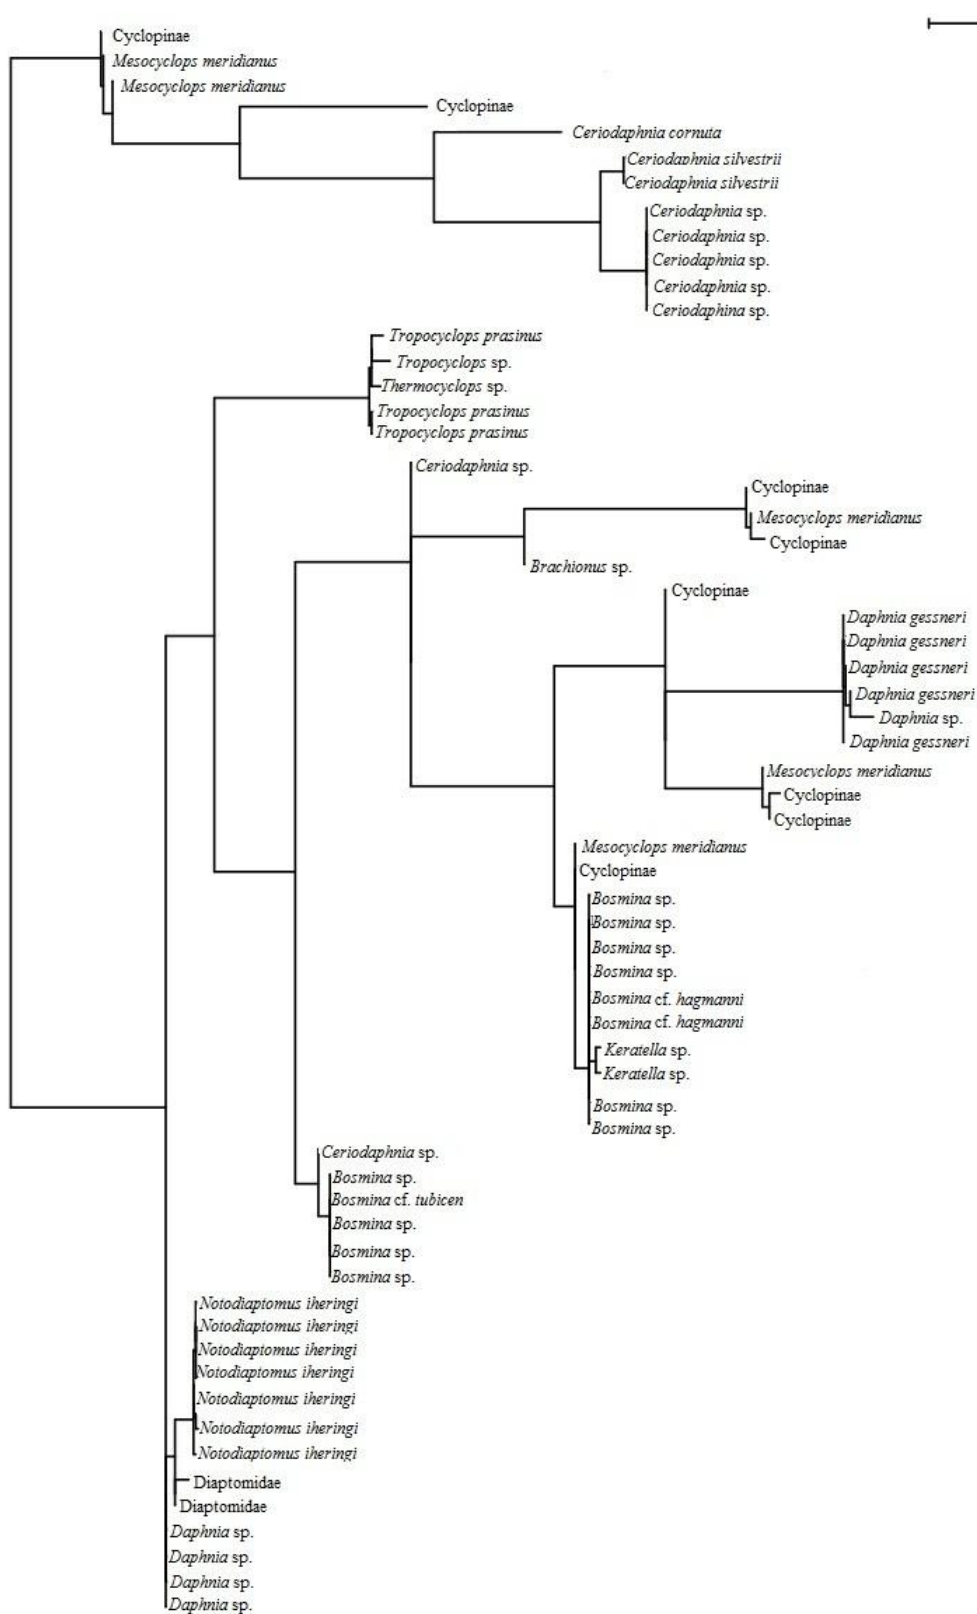 Cyclopinae
Mesocyclops meridianus
Mesocyclops meridianus
Cyclopinae
Ceriodaphnia cornuta
Ceriodaphnia silvestrii
Ceriodaphnia silvestrii
Ceriodaphnia sp.
Ceriodaphnia sp.
Ceriodaphnia sp.
Ceriodaphnia sp.
Ceriodaphina sp.
Tropocyclops prasinus
Tropocyclops sp.
Thermocyclops sp.
Tropocyclops prasinus
Tropocyclops prasinus
Ceriodaphnia sp.
Cyclopinae
Mesocyclops meridianus
Cyclopinae
Brachionus sp.
Cyclopinae
Daphnia gessneri
Daphnia gessneri
Daphnia gessneri
Daphnia gessneri
Daphnia sp.
Daphnia gessneri
Mesocyclops meridianus
Cyclopinae
Cyclopinae
Mesocyclops meridianus
Cyclopinae
Bosmina sp.
Bosmina sp.
Bosmina sp.
Bosmina sp.
Bosmina cf. hagmanni
Bosmina cf. hagmanni
Keratella sp.
Keratella sp.
Bosmina sp.
Bosmina sp.
Ceriodaphnia sp.
Bosmina sp.
Bosmina cf. tubicen
Bosmina sp.
Bosmina sp.
Bosmina sp.
Notodiaptomus iheringi
Notodiaptomus iheringi
Notodiaptomus iheringi
Notodiaptomus iheringi
Notodiaptomus iheringi
Notodiaptomus iheringi
Notodiaptomus iheringi
Diaptomidae
Diaptomidae
Daphnia sp.
Daphnia sp.
Daphnia sp.
Daphnia sp.